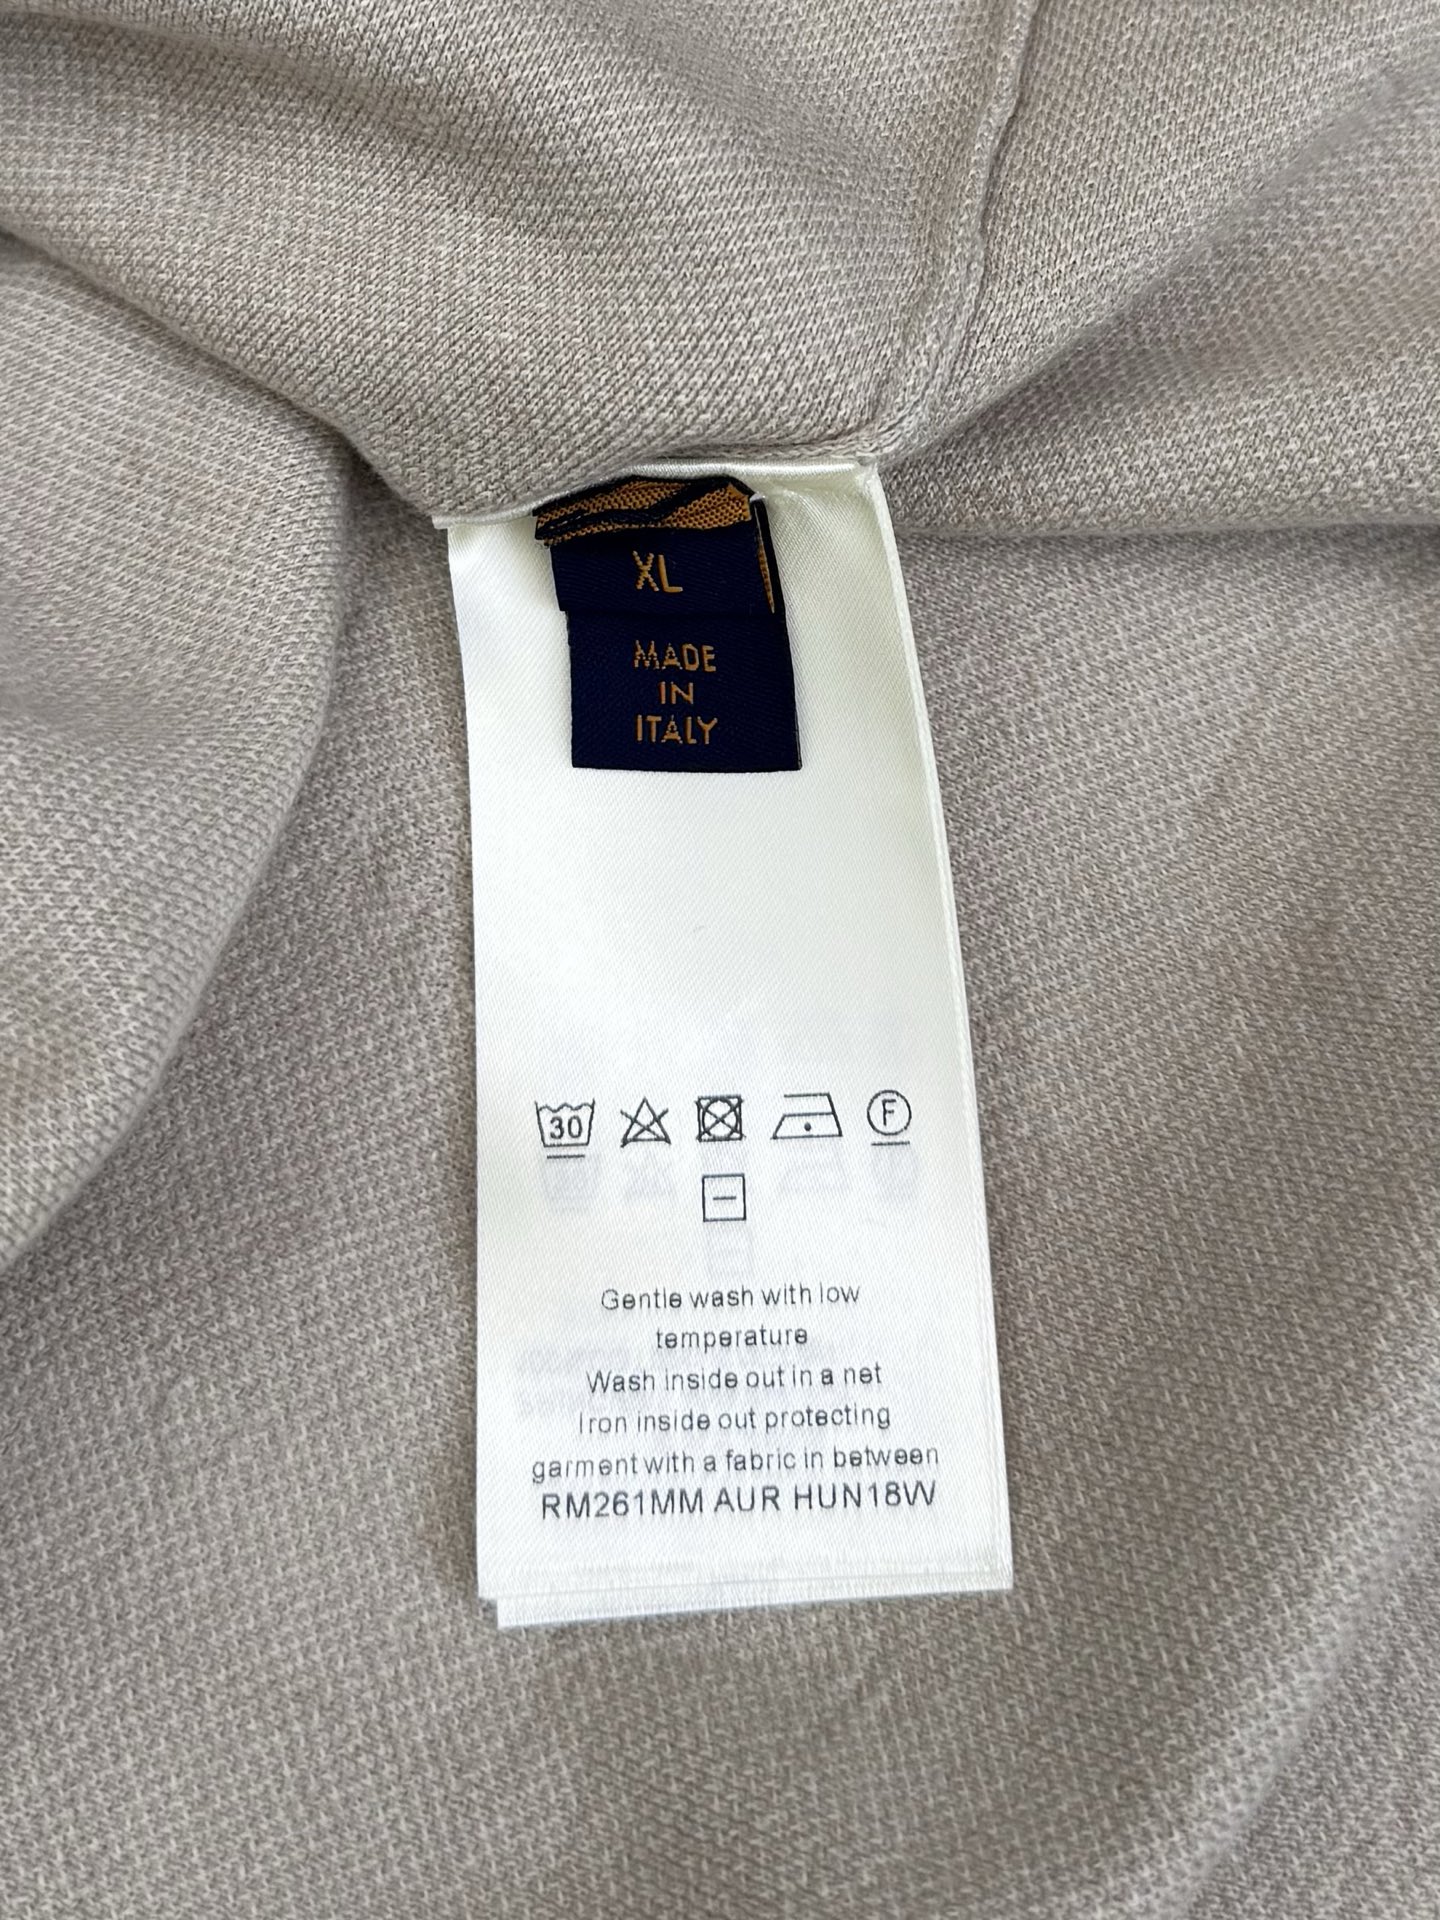 XL
MADE
IN
ITALY
30
F
Gentle wash with low
temperature
Wash inside out in a net
Iron inside out protecting
garment with a fabric in between
RM261MM AUR HUN18W